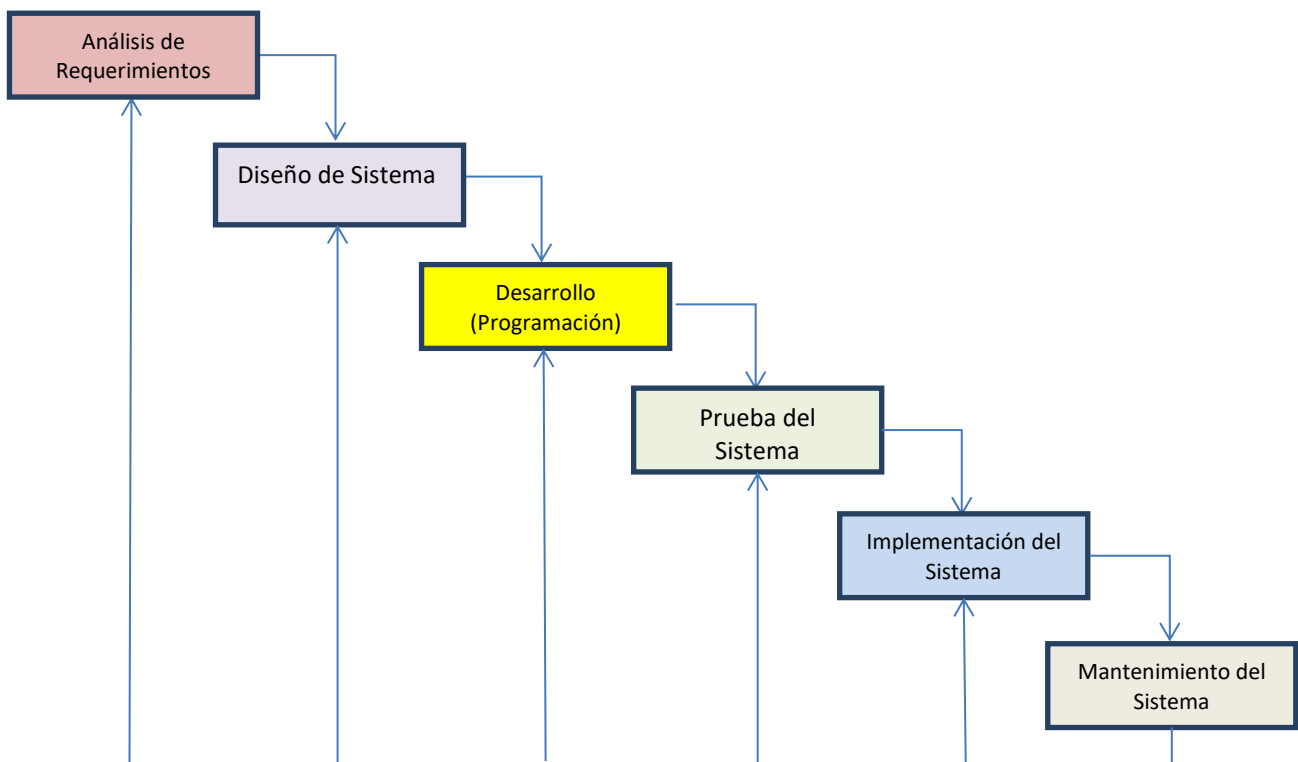 Análisis de
Requerimientos
Diseño de Sistema
Desarrollo
(Programación)
Prueba del
Sistema
Implementación del
Sistema
Mantenimiento del
Sistema